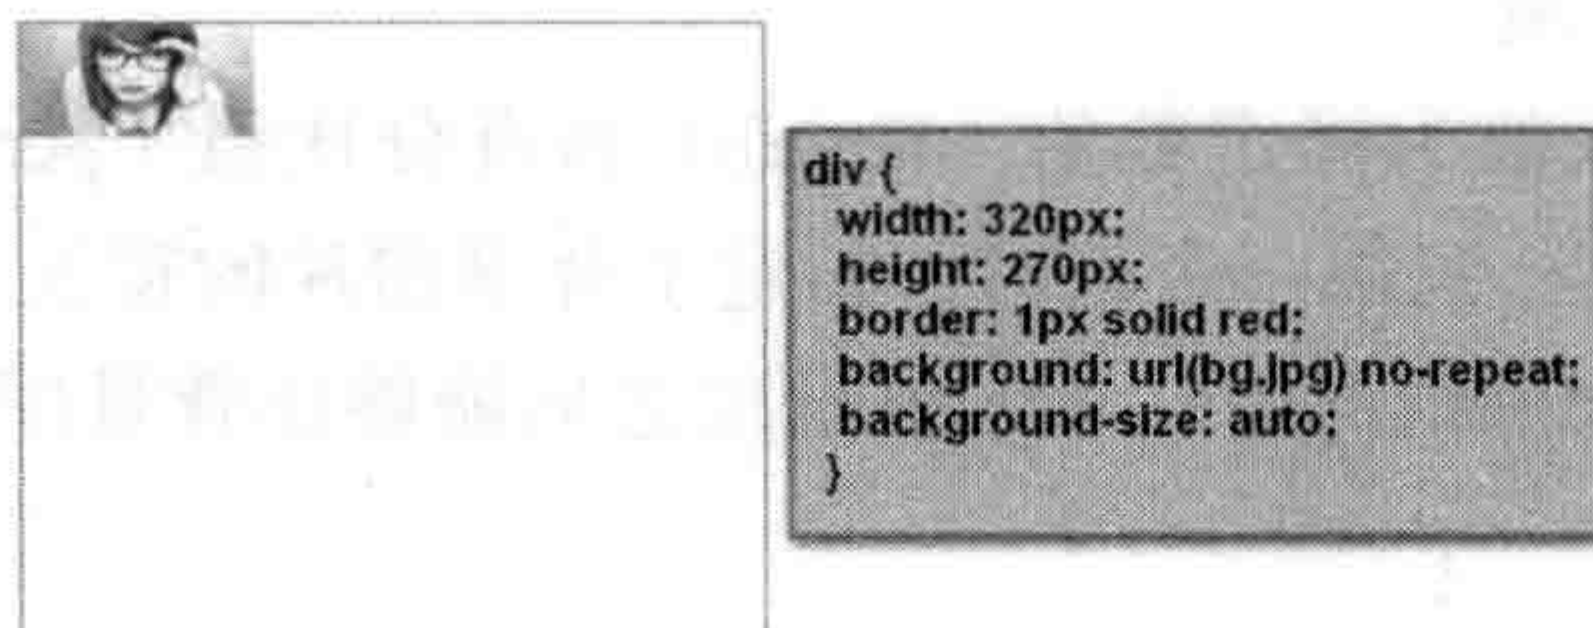 div {
width: 320px;
height: 270px;
border: 1px solid red;
background: url(bg.jpg) no-repeat;
background-size: auto;
}